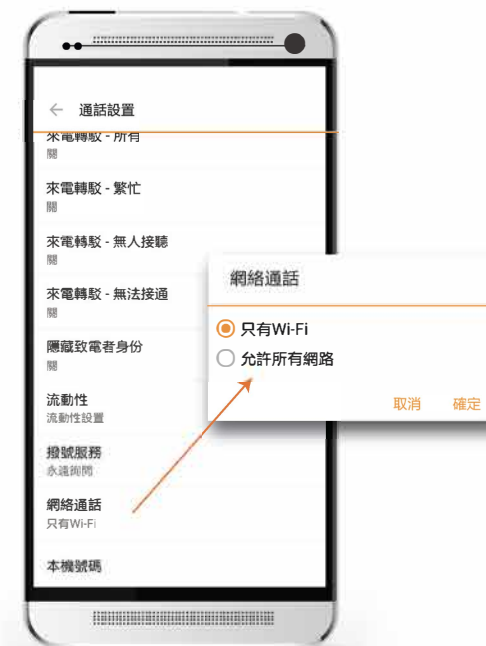 通話設置
來電轉駁 - 所有
關
來電轉駁 - 繁忙
關
來電轉駁 - 無人接聽
關
來電轉駁 - 無法接通
關
隱藏致電者身份
關
流動性
流動性設置
撥號服務
永遠詢問
網絡通話
只有Wi-Fi
本機號碼
網絡通話
只有Wi-Fi
允許所有網路
取消 確定